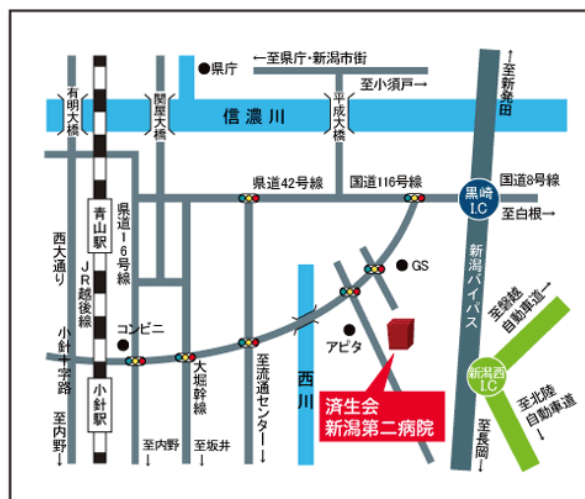 ←至県庁・新潟市街
県庁
至小須戸→
←至新発田
有明大橋
関屋大橋
平成大橋
信濃川
県道42号線
国道116号線
国道8号線
黒崎
I.C
至白根→
青山駅
県道16号線
西大通り
JR越後線
新潟バイパス
GS
至磐越
自動車道→
コンビニ
アピタ
小針十字路
大堀幹線
至流通センター→
西川
新潟西
I.C
小針駅
済生会
新潟第二病院
至北陸
自動車道→
至内野→
至内野→
至坂井→
至長岡→